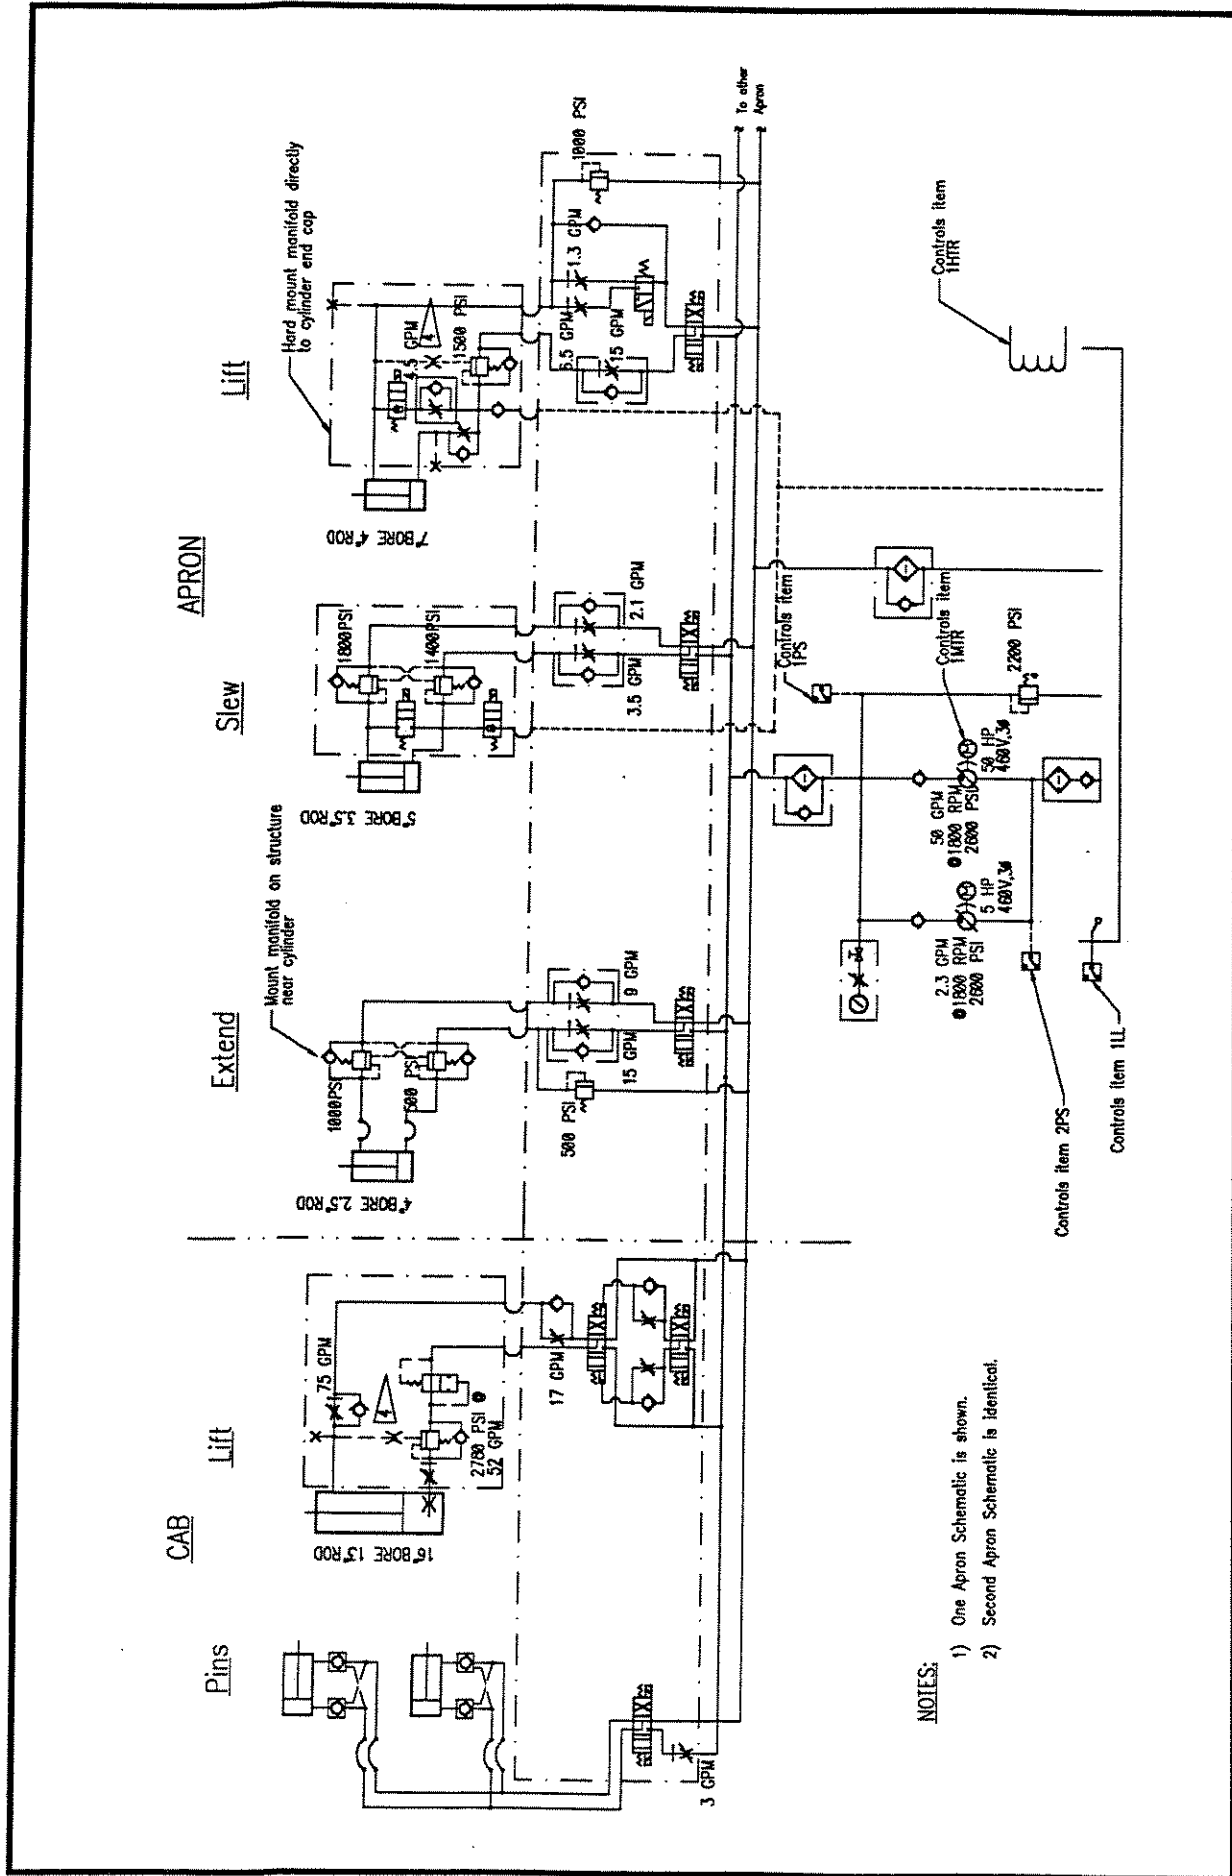 CAB
APRON
Pins
Lift
Extend
Slew
Lift
Mount manifold on structure
near cylinder
Hard mount manifold directly
to cylinder end cap
16" BORE 13" ROD
75 GPM
4
2780 PSI @
52 GPM
17 GPM
3 GPM
4" BORE 2.5" ROD
1000PSI
500 PSI
500 PSI
15 GPM
9 GPM
5" BORE 3.5" ROD
1800PSI
1400PSI
3.5 GPM
2.1 GPM
7" BORE 4" ROD
4.5 GPM
4
1500 PSI
5.5 GPM
1.3 GPM
15 GPM
1000 PSI
To other
Apron
Controls item
1PS
2.3 GPM
@1800 RPM
2600 PSI
5 HP
460V,3Ø
50 GPM
@1800 RPM
2600 PSI
50 HP
460V,3Ø
Controls item
1MTR
2200 PSI
Controls item
1HTR
Controls item 2PS
Controls item 1LL
NOTES:
1) One Apron Schematic is shown.
2) Second Apron Schematic is identical.